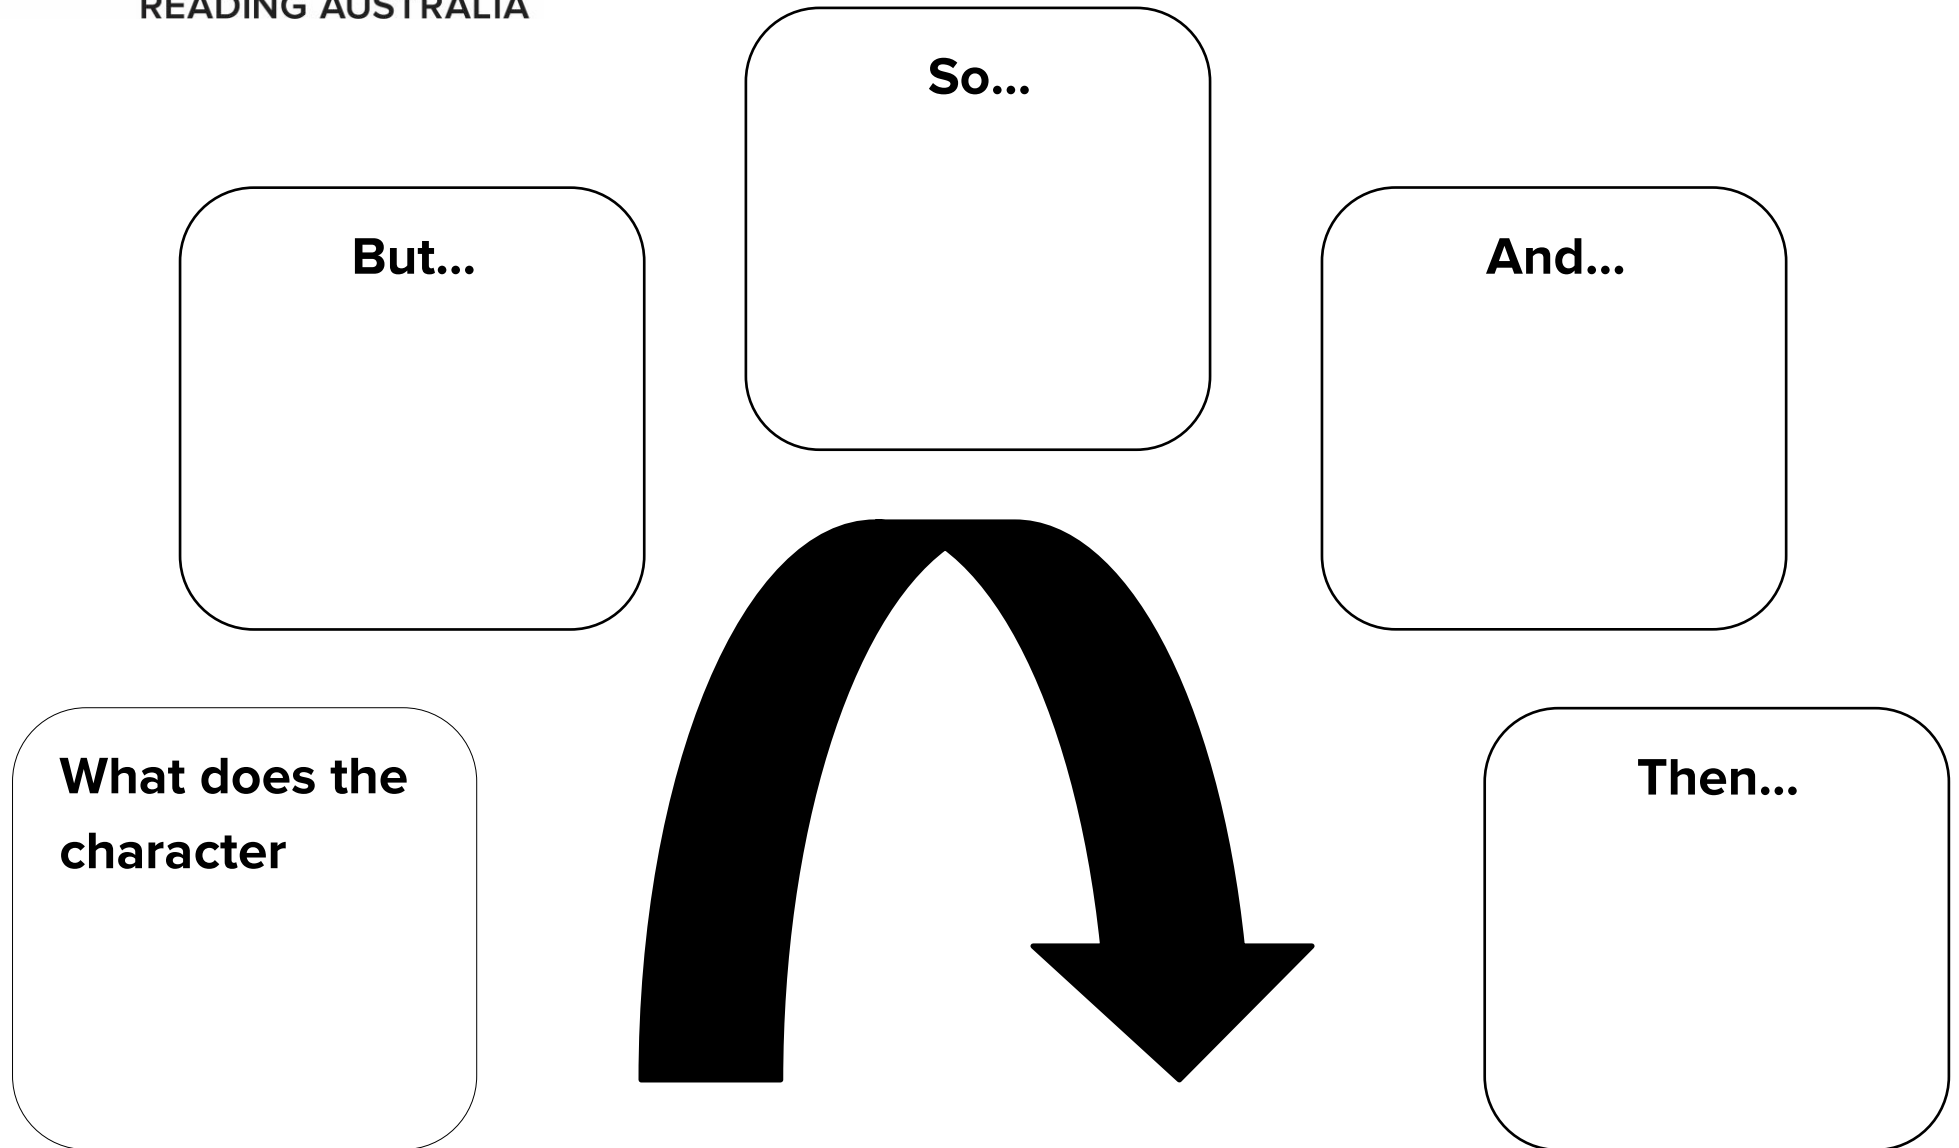 READING AUSTRALIA
So...
But...
And...
What does the
character
Then...